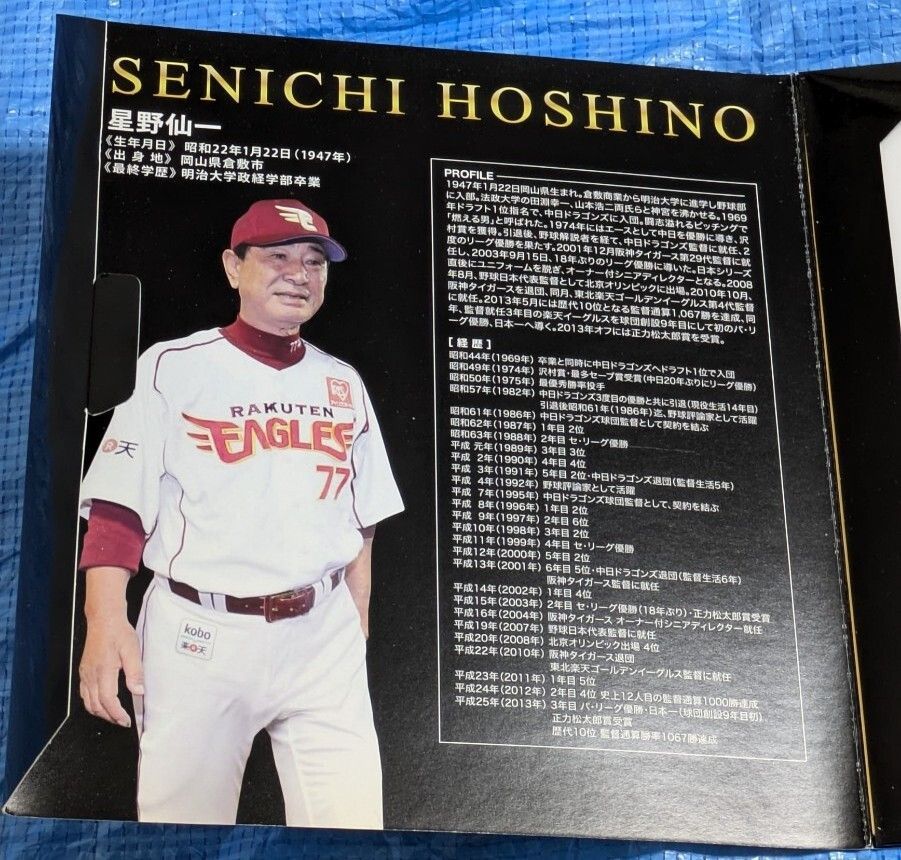 SENICHI HOSHINO
星野仙一
《生年月日》 昭和22年1月22日(1947年)
《出 身 地》 岡山県倉敷市
《最終学歴》 明治大学政経学部卒業
PROFILE
1947年1月22日岡山県生まれ。倉敷商業から明治大学に進学し野球部
に入部。法政大学の田淵幸一、山本浩二両氏らと神宮を沸かせる。1969
年ドラフト1位指名で、中日ドラゴンズに入団。闘志溢れるピッチングで
「燃える男」と呼ばれた。1974年にはエースとして中日を優勝に導き、沢
村賞を獲得。引退後、野球解説者を経て、中日ドラゴンズ監督に就任、2
度のリーグ優勝を果たす。2001年12月阪神タイガース第29代監督に就
任し、2003年9月15日、18年ぶりのリーグ優勝に導いた。日本シリーズ
直後にユニフォームを脱ぎ、オーナー付シニアディレクターとなる。2008
年8月、野球日本代表監督として北京オリンピックに出場。2010年10月、
阪神タイガースを退団、同月、東北楽天ゴールデンイーグルス第4代監督
に就任。2013年5月には歴代10位となる監督通算1,067勝を達成、同
年、監督就任3年目の楽天イーグルスを球団創設9年目にして初のパ・リ
ーグ優勝、日本一へ導く。2013年オフには正力松太郎賞を受賞。
[経 歴]
昭和44年(1969年) 卒業と同時に中日ドラゴンズへドラフト1位で入団
昭和49年(1974年) 沢村賞・最多セーブ賞受賞(中日20年ぶりにリーグ優勝)
昭和50年(1975年) 最優秀勝率投手
昭和57年(1982年) 中日ドラゴンズ3度目の優勝と共に引退(現役生活14年目)
引退後昭和61年(1986年)迄、野球評論家として活躍
昭和61年(1986年) 中日ドラゴンズ球団監督として契約を結ぶ
昭和62年(1987年) 1年目 2位
昭和63年(1988年) 2年目 セ・リーグ優勝
平成 元年(1989年) 3年目 3位
平成 2年(1990年) 4年目 4位
平成 3年(1991年) 5年目 2位・中日ドラゴンズ退団(監督生活5年)
平成 4年(1992年) 野球評論家として活躍
平成 7年(1995年) 中日ドラゴンズ球団監督として、契約を結ぶ
平成 8年(1996年) 1年目 2位
平成 9年(1997年) 2年目 6位
平成10年(1998年) 3年目 2位
平成11年(1999年) 4年目 セ・リーグ優勝
平成12年(2000年) 5年目 2位
平成13年(2001年) 6年目 5位・中日ドラゴンズ退団(監督生活6年)
阪神タイガース監督に就任
平成14年(2002年) 1年目 4位
平成15年(2003年) 2年目 セ・リーグ優勝(18年ぶり)・正力松太郎賞受賞
平成16年(2004年) 阪神タイガース オーナー付シニアディレクター就任
平成19年(2007年) 野球日本代表監督に就任
平成20年(2008年) 北京オリンピック出場 4位
平成22年(2010年) 阪神タイガース退団
東北楽天ゴールデンイーグルス監督に就任
平成23年(2011年) 1年目 5位
平成24年(2012年) 2年目 4位 史上12人目の監督通算1000勝達成
平成25年(2013年) 3年目 パ・リーグ優勝・日本一(球団創設9年目初)
正力松太郎賞受賞
歴代10位 監督通算勝率1067勝達成
77
RAKUTEN
EAGLES
77
R天
kobo
楽R天